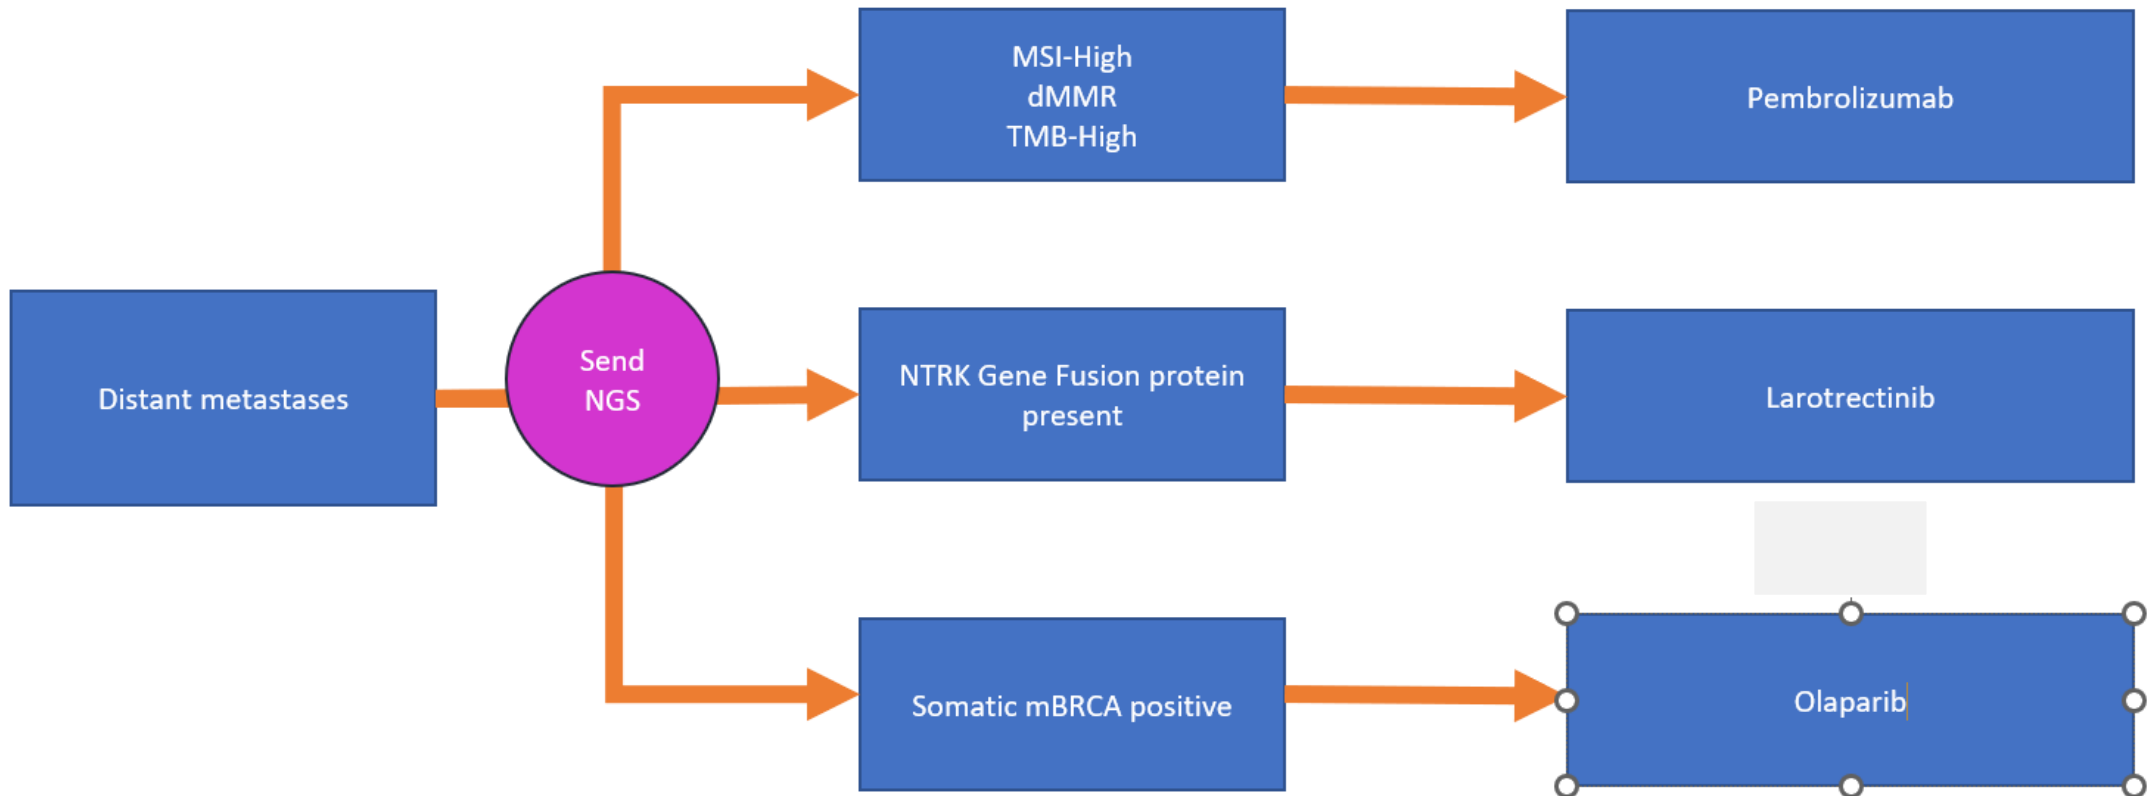 MSI-High
dMMR
TMB-High
Pembrolizumab
Distant metastases
Send
NGS
NTRK Gene Fusion protein
present
Larotrectinib
Somatic mBRCA positive
Olaparib